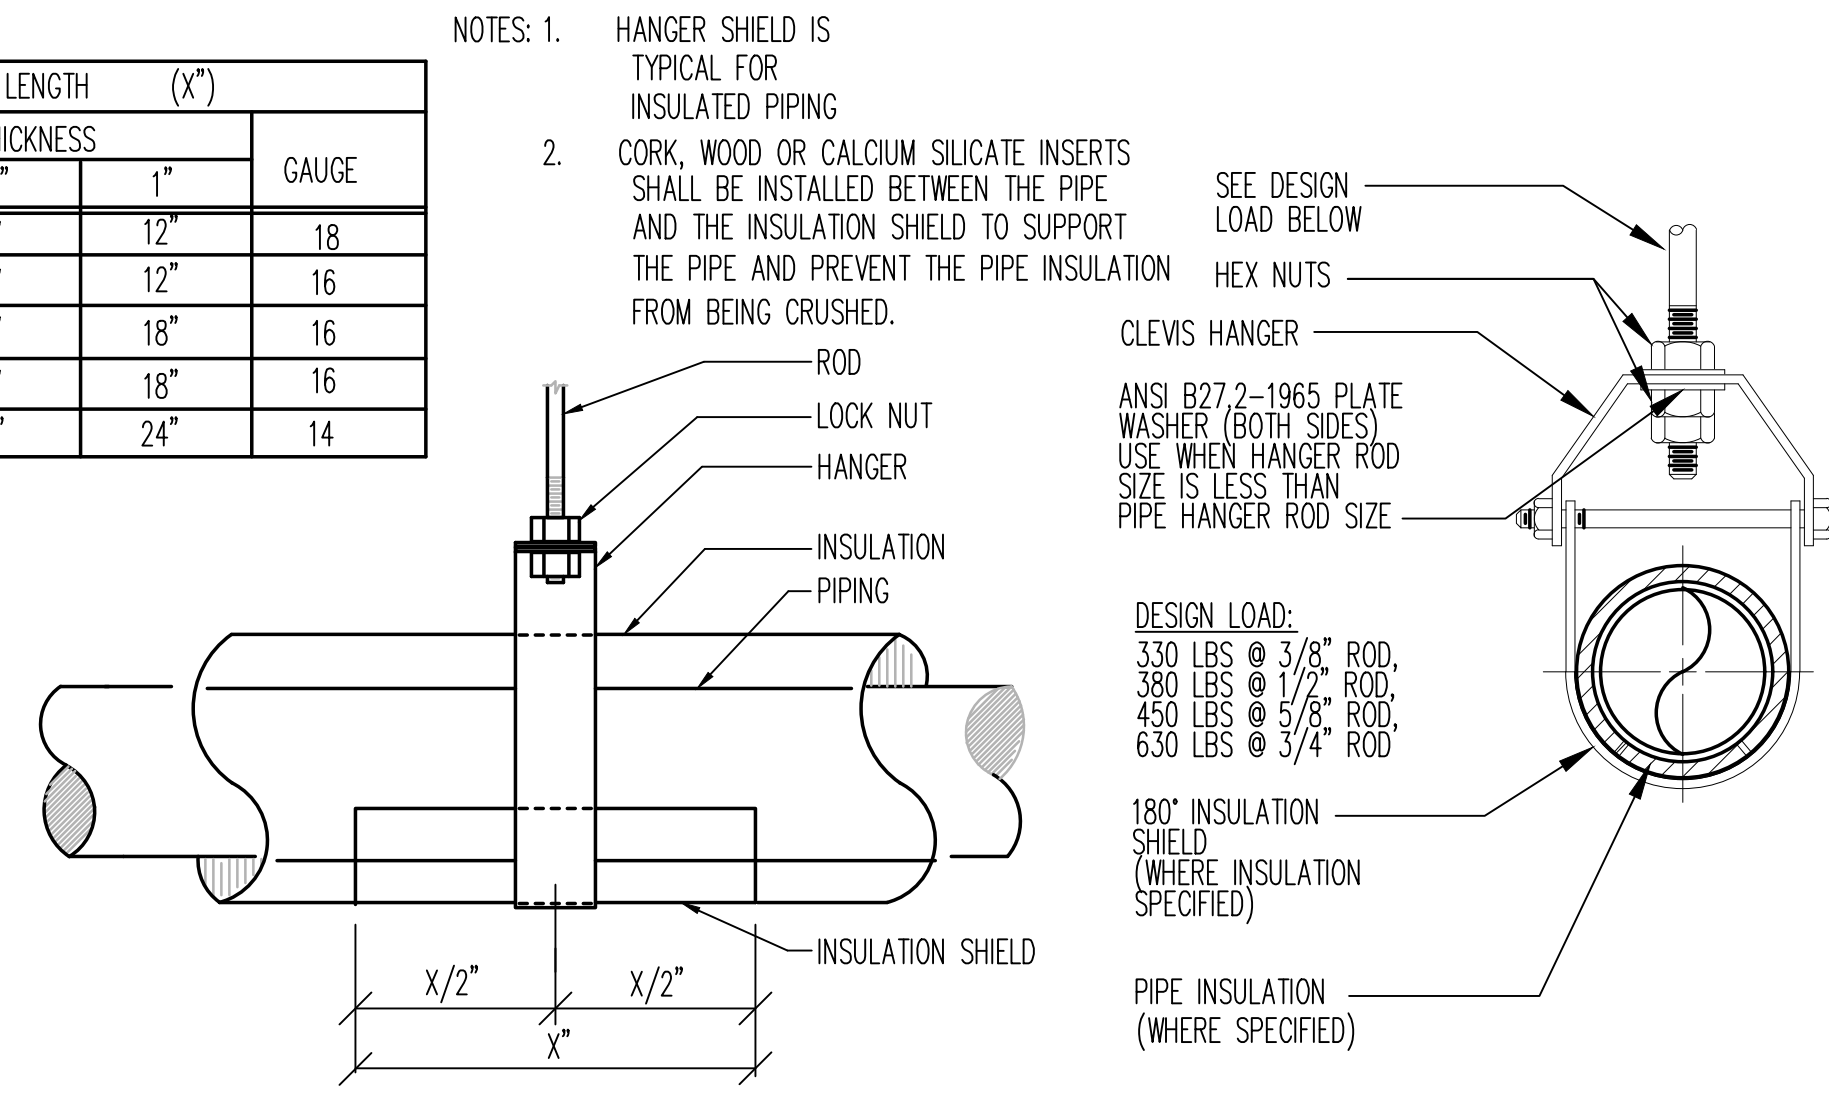 NOTES: 1. HANGER SHIELD IS
TYPICAL FOR
INSULATED PIPING
2. CORK, WOOD OR CALCIUM SILICATE INSERTS
SHALL BE INSTALLED BETWEEN THE PIPE
AND THE INSULATION SHIELD TO SUPPORT
THE PIPE AND PREVENT THE PIPE INSULATION
FROM BEING CRUSHED.
LENGTH (X")
GAUGE
1"
12" 18
12" 16
18" 16
18" 16
24" 14
ROD
LOCK NUT
HANGER
INSULATION
PIPING
INSULATION SHIELD
X/2" X/2"
X"
SEE DESIGN
LOAD BELOW
HEX NUTS
CLEVIS HANGER
ANSI B27.2-1965 PLATE
WASHER (BOTH SIDES)
USE WHEN HANGER ROD
SIZE IS LESS THAN
PIPE HANGER ROD SIZE
DESIGN LOAD:
330 LBS @ 3/8" ROD,
380 LBS @ 1/2" ROD,
450 LBS @ 5/8" ROD,
630 LBS @ 3/4" ROD
180° INSULATION
SHIELD
(WHERE INSULATION
SPECIFIED)
PIPE INSULATION
(WHERE SPECIFIED)